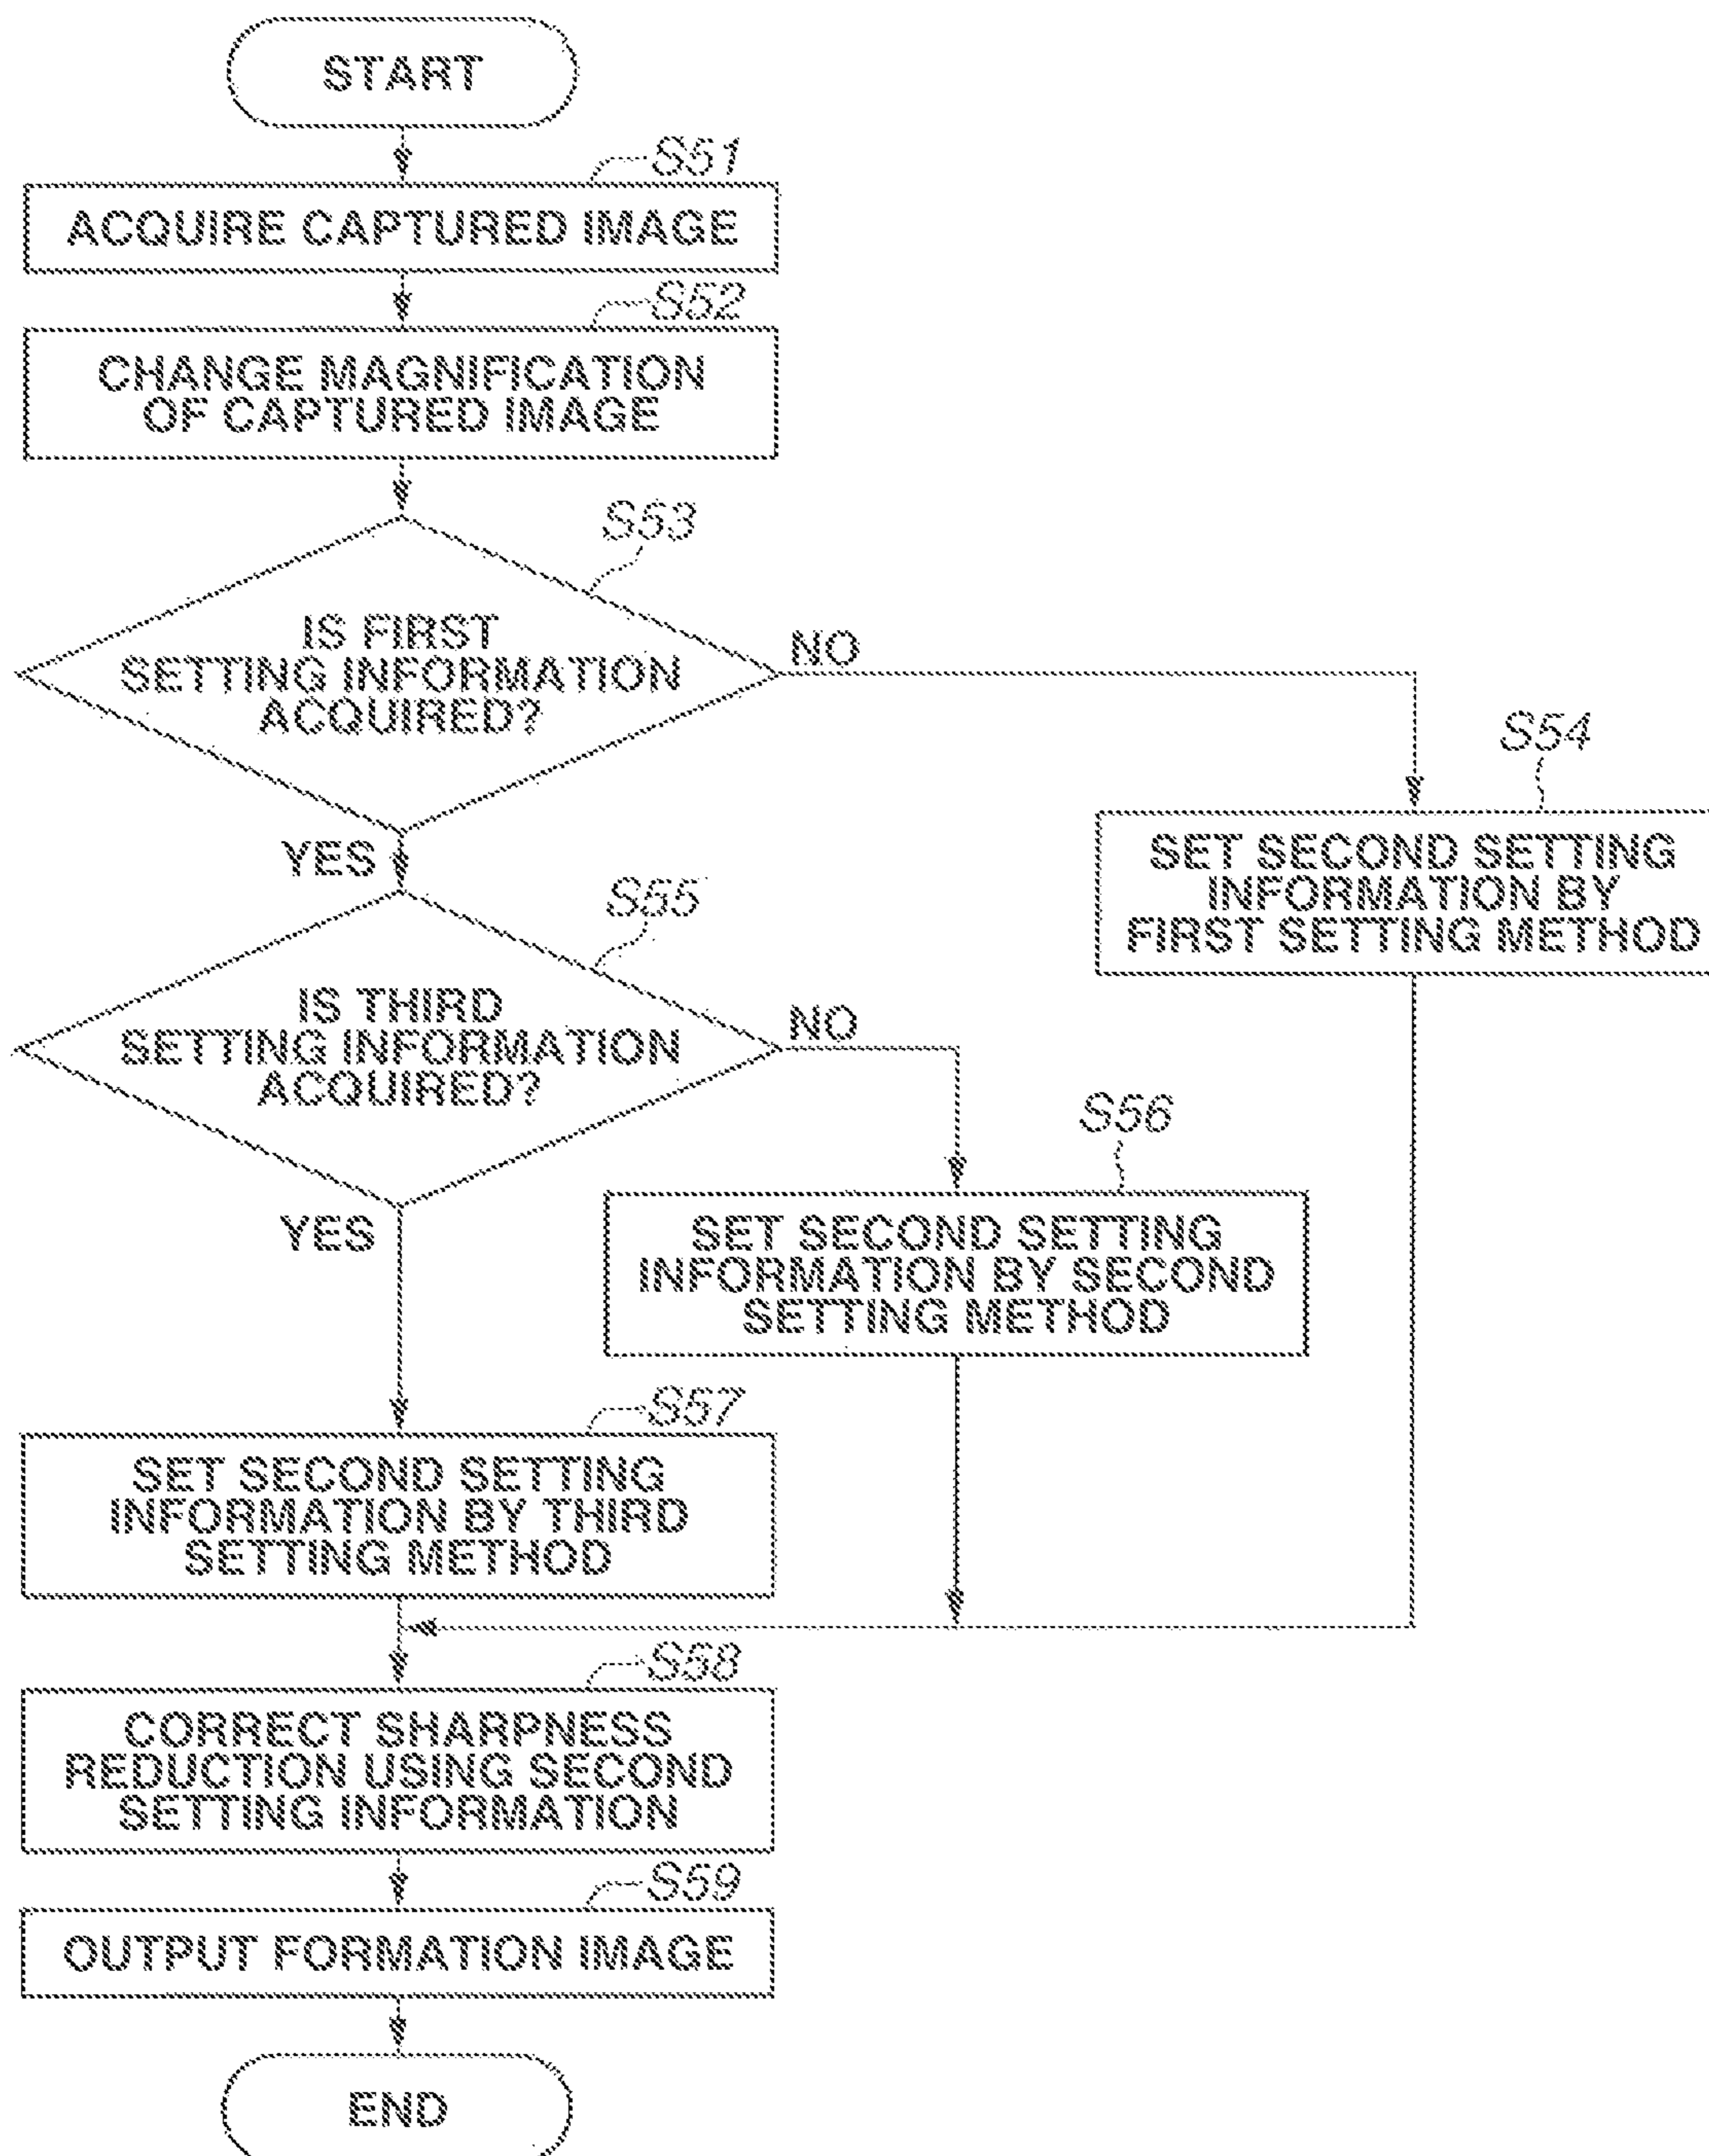 START
S51
ACQUIRE CAPTURED IMAGE
S52
CHANGE MAGNIFICATION
OF CAPTURED IMAGE
S53
IS FIRST
SETTING INFORMATION
ACQUIRED?
NO
YES
S54
SET SECOND SETTING
INFORMATION BY
FIRST SETTING METHOD
S55
IS THIRD
SETTING INFORMATION
ACQUIRED?
NO
YES
S56
SET SECOND SETTING
INFORMATION BY SECOND
SETTING METHOD
S57
SET SECOND SETTING
INFORMATION BY THIRD
SETTING METHOD
S58
CORRECT SHARPNESS
REDUCTION USING SECOND
SETTING INFORMATION
S59
OUTPUT FORMATION IMAGE
END